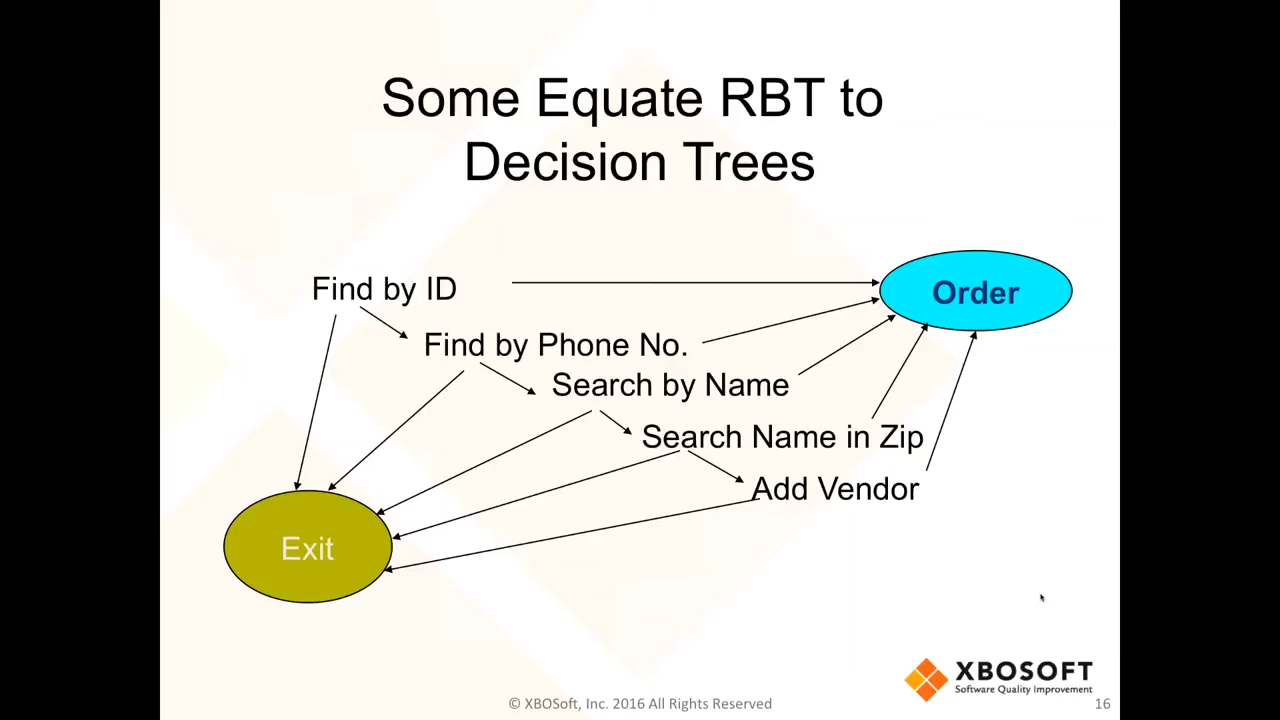 Some Equate RBT to
Decision Trees
Find by ID
Order
Find by Phone No.
Search by Name
Search Name in Zip
Add Vendor
Exit
XBOSOFT
Software Quality Improvement
© XBOSoft, Inc. 2016 All Rights Reserved
16